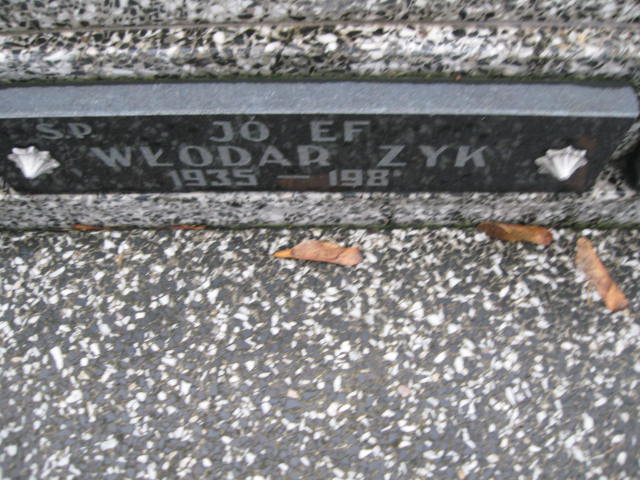 Ś.P. JÓ EF
WŁODAR ZYK
1935 – 198